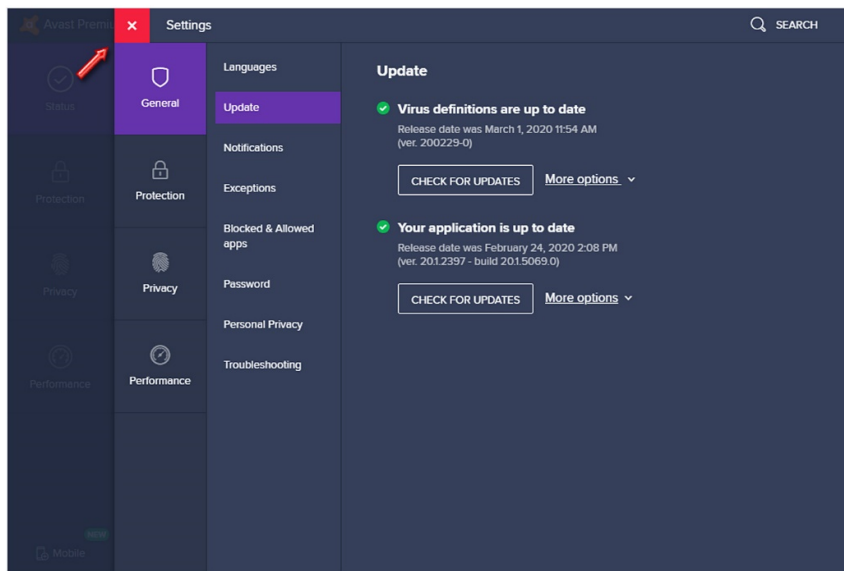 Avast Premiu
Settings
SEARCH
Status
Protection
Privacy
Performance
NEW
Mobile
General
Protection
Privacy
Performance
Languages
Update
Notifications
Exceptions
Blocked & Allowed
apps
Password
Personal Privacy
Troubleshooting
Update
Virus definitions are up to date
Release date was March 1, 2020 11:54 AM
(ver. 200229-0)
CHECK FOR UPDATES
More options
Your application is up to date
Release date was February 24, 2020 2:08 PM
(ver. 20.1.2397 - build 20.1.5069.0)
CHECK FOR UPDATES
More options